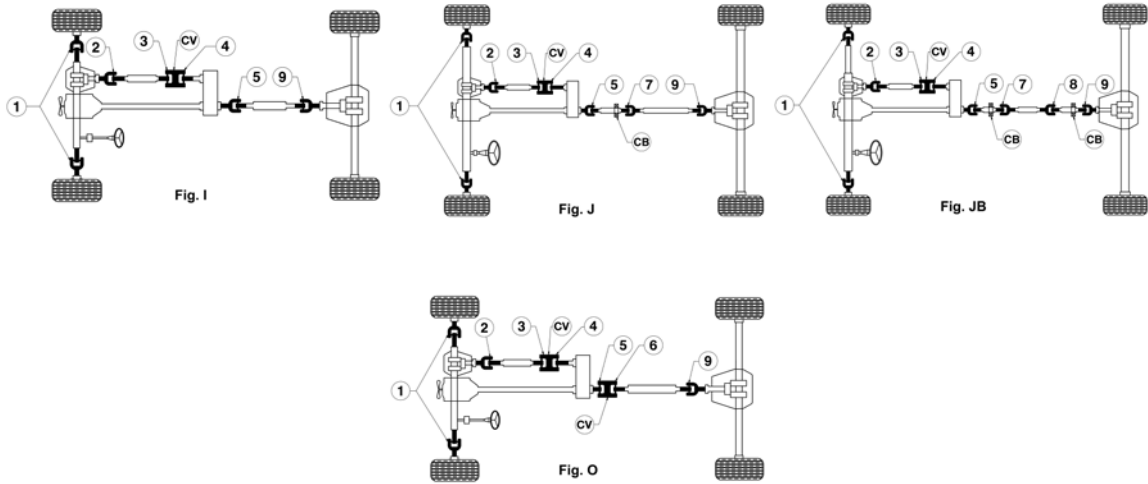 2 3 CV 4
5 9
1
Fig. I
2 3 CV 4
5 7 9
1
CB
Fig. J
2 3 CV 4
5 7 8 9
1
CB CB
Fig. JB
2 3 CV 4
5 6 9
1
CV
Fig. O